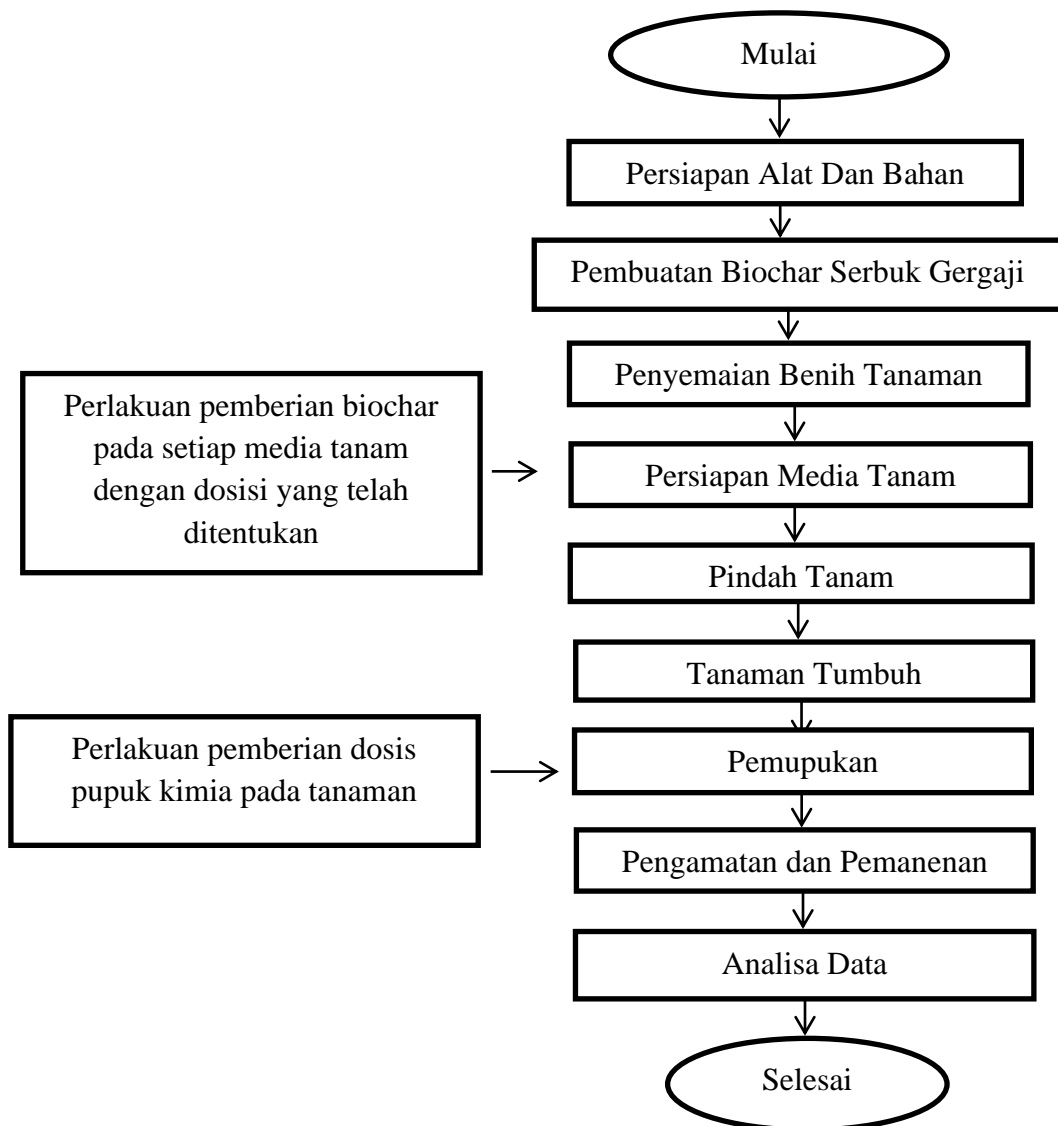 Mulai
Persiapan Alat Dan Bahan
Pembuatan Biochar Serbuk Gergaji
Penyemaian Benih Tanaman
Perlakuan pemberian biochar
pada setiap media tanam
dengan dosisi yang telah
ditentukan
Persiapan Media Tanam
Pindah Tanam
Tanaman Tumbuh
Perlakuan pemberian dosis
pupuk kimia pada tanaman
Pemupukan
Pengamatan dan Pemanenan
Analisa Data
Selesai